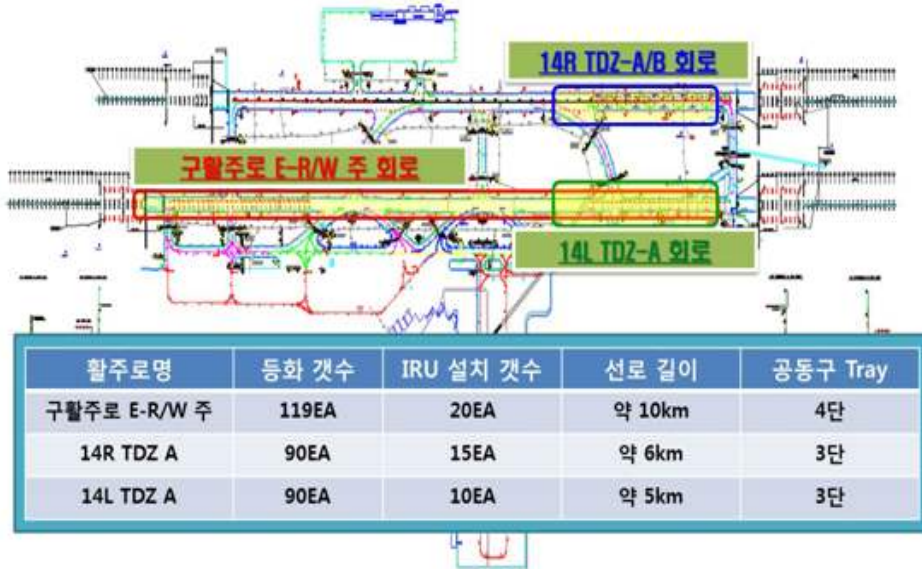 14R TDZ-A/B 회로
구활주로 E-R/W 주 회로
14L TDZ-A 회로
활주로명 등화 갯수 IRU 설치 갯수 선로 길이 공동구 Tray
구활주로 E-R/W 주 119EA 20EA 약 10km 4단
14R TDZ A 90EA 15EA 약 6km 3단
14L TDZ A 90EA 10EA 약 5km 3단